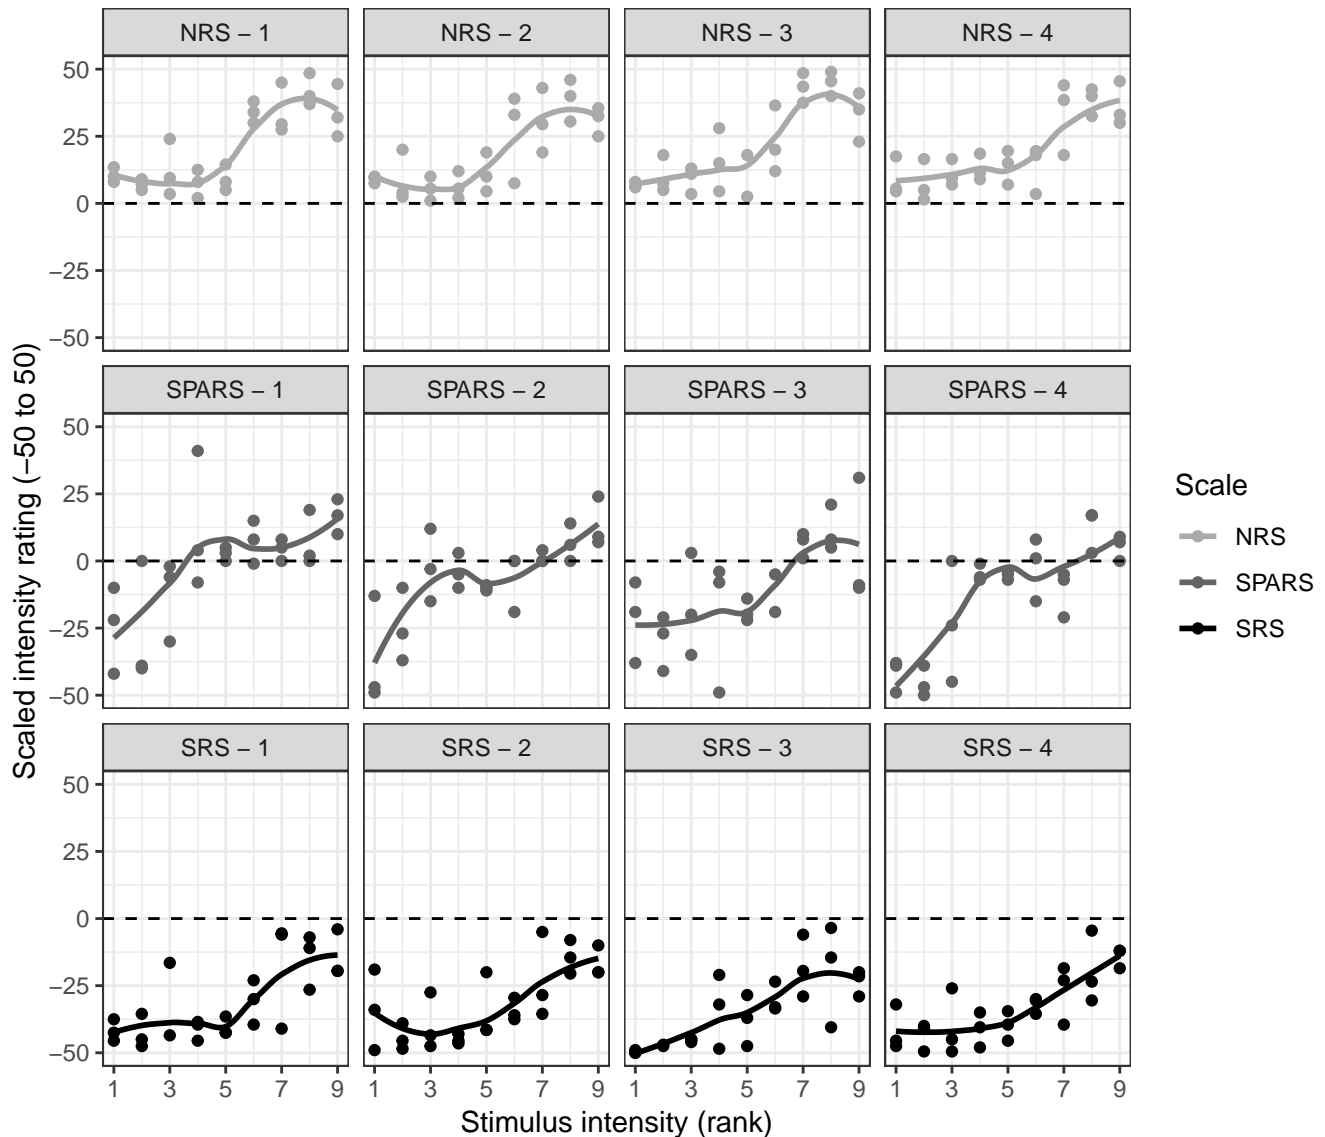 NRS − 1
NRS − 2
NRS − 3
NRS − 4
50
25
0
−25
−50
SPARS − 1
SPARS − 2
SPARS − 3
SPARS − 4
50
25
0
−25
−50
SRS − 1
SRS − 2
SRS − 3
SRS − 4
50
25
0
−25
−50
1 3 5 7 9
1 3 5 7 9
1 3 5 7 9
1 3 5 7 9
Stimulus intensity (rank)
Scaled intensity rating (−50 to 50)
Scale
NRS
SPARS
SRS